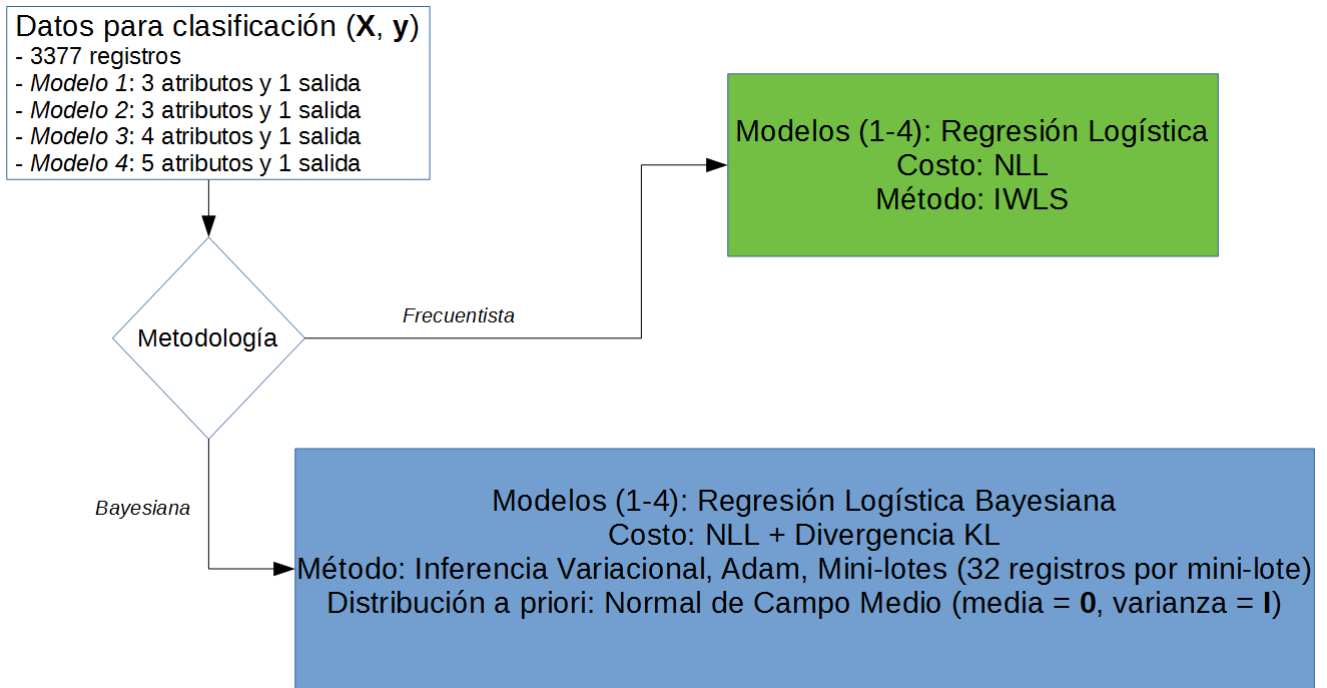 Datos para clasificación (X, y)
- 3377 registros
- Modelo 1: 3 atributos y 1 salida
- Modelo 2: 3 atributos y 1 salida
- Modelo 3: 4 atributos y 1 salida
- Modelo 4: 5 atributos y 1 salida
Modelos (1-4): Regresión Logística
Costo: NLL
Método: IWLS
Frecuentista
Metodología
Bayesiana
Modelos (1-4): Regresión Logística Bayesiana
Costo: NLL + Divergencia KL
Método: Inferencia Variacional, Adam, Mini-lotes (32 registros por mini-lote)
Distribución a priori: Normal de Campo Medio (media = 0, varianza = I)